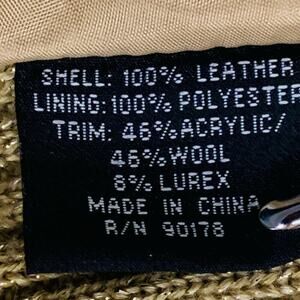 SHELL: 100% LEATHER
LINING:100% POLYESTER
TRIM: 46%ACRYLIC/
46%WOOL
8% LUREX
MADE IN CHINA
R/N 90178